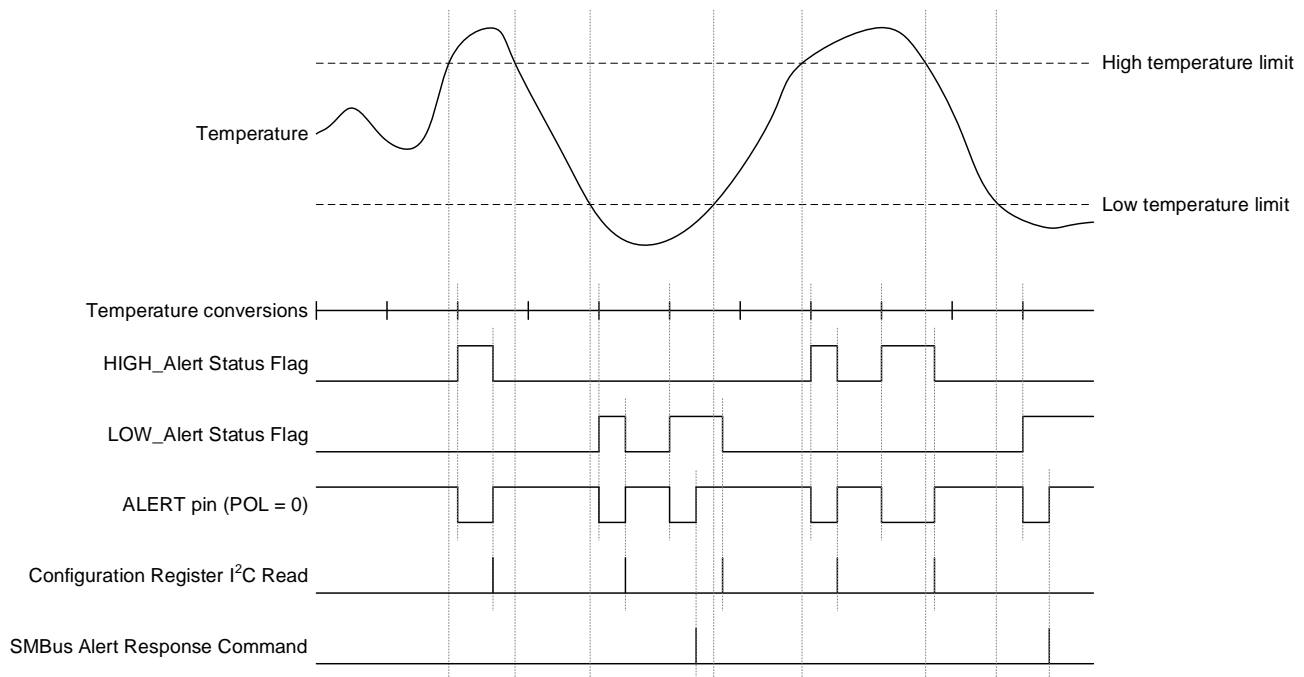 High temperature limit
Temperature
Low temperature limit
Temperature conversions
HIGH_Alert Status Flag
LOW_Alert Status Flag
ALERT pin (POL = 0)
Configuration Register I²C Read
SMBus Alert Response Command